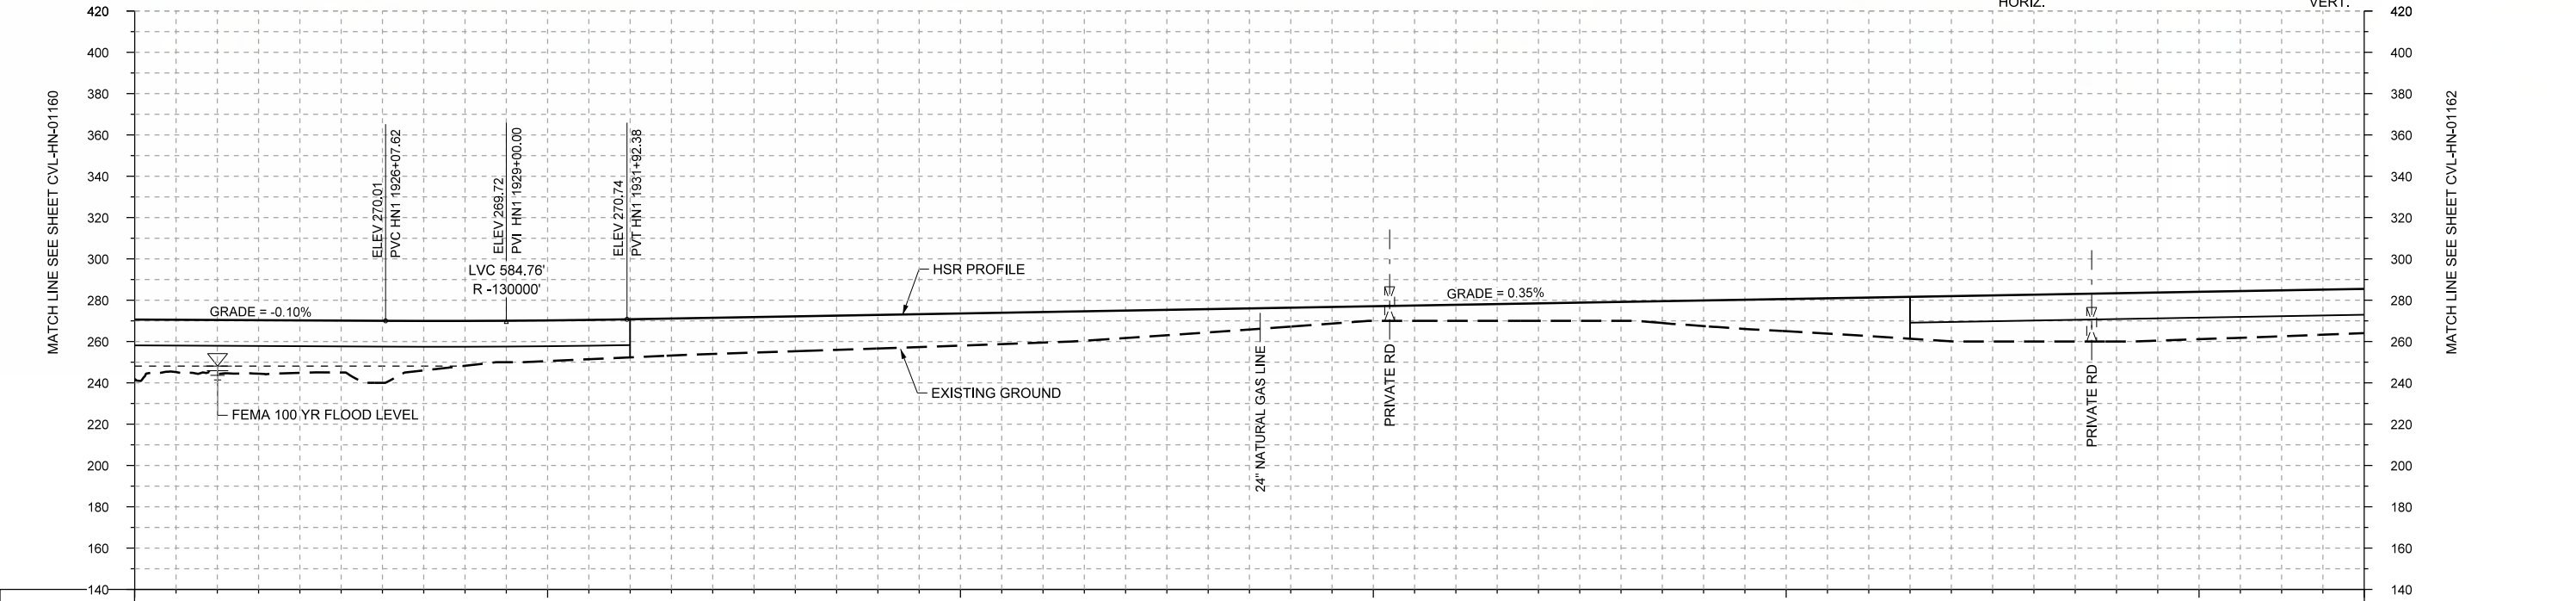 HORIZ.
VERT.
420
400
380
360
340
320
300
280
260
240
220
200
180
160
140
MATCH LINE SEE SHEET CVL-HN-01160
ELEV 270.01
PVC HN1 1926+07.62
ELEV 269.72
PVI HN1 1929+00.00
LVC 584.76'
R -130000'
ELEV 270.74
PVT HN1 1931+92.38
GRADE = -0.10%
FEMA 100 YR FLOOD LEVEL
HSR PROFILE
EXISTING GROUND
24" NATURAL GAS LINE
PRIVATE RD
GRADE = 0.35%
PRIVATE RD
420
400
380
360
340
320
300
280
260
240
220
200
180
160
140
MATCH LINE SEE SHEET CVL-HN-01162